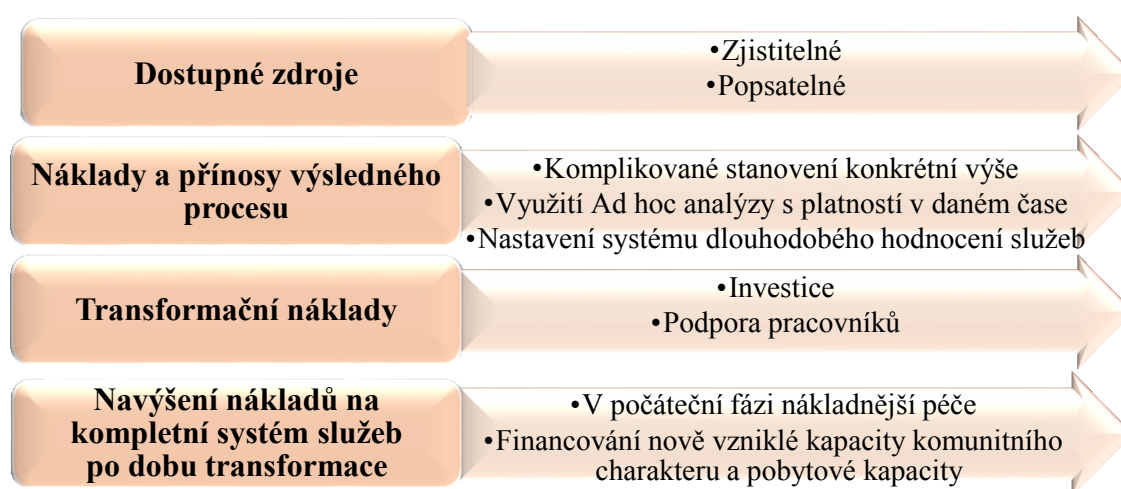 Dostupné zdroje
•Zjistitelné
•Popsatelné
Náklady a přínosy výsledného
procesu
•Komplikované stanovení konkrétní výše
•Využití Ad hoc analýzy s platností v daném čase
•Nastavení systému dlouhodobého hodnocení služeb
Transformační náklady
•Investice
•Podpora pracovníků
Navýšení nákladů na
kompletní systém služeb
po dobu transformace
•V počáteční fázi nákladnější péče
•Financování nově vzniklé kapacity komunitního
charakteru a pobytové kapacity